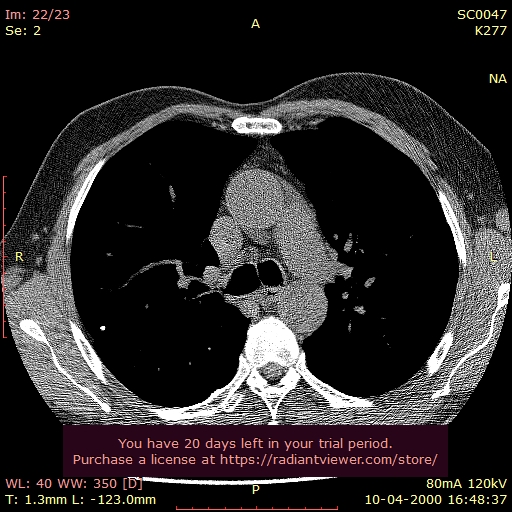 Im: 22/23
Se: 2
A
SC0047
K277
NA
R
L
You have 20 days left in your trial period.
Purchase a license at https://radiantviewer.com/store/
WL: 40 WW: 350 [D]
T: 1.3mm L: -123.0mm
P
80mA 120kV
10-04-2000 16:48:37